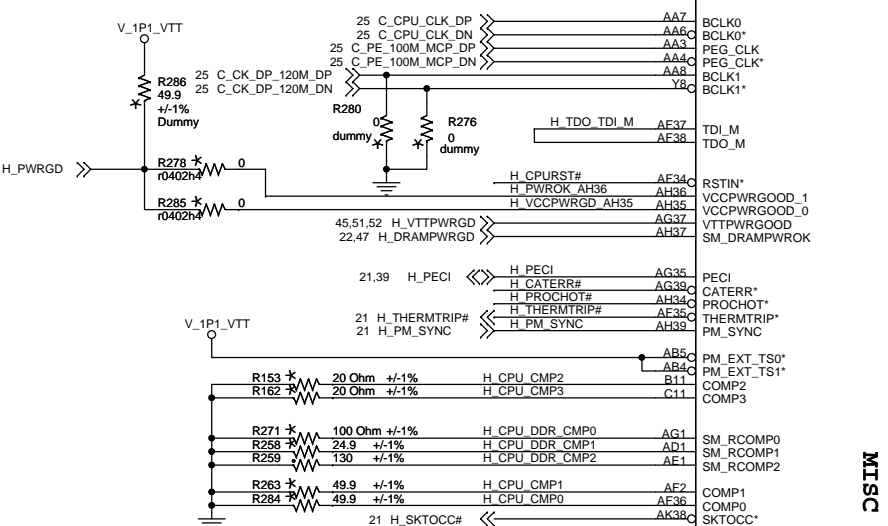 25 C_CPU_CLK_DP AA7 BCLK0
25 C_CPU_CLK_DN AA6 BCLK0*
25 C_PE_100M_MCP_DP AA3 PEG_CLK
25 C_PE_100M_MCP_DN AA4 PEG_CLK*
25 C_CK_DP_120M_DP AA8 BCLK1
25 C_CK_DP_120M_DN Y8 BCLK1*
V_1P1_VTT
R286
49.9
+/-1%
Dummy
R280
0
dummy
R276
0
dummy
H_TDO_TDI_M AF37 TDI_M
AF38 TDO_M
H_PWRGD
R278 0
r0402h4
R285 0
r0402h4
H_CPURST# AF34 RSTIN*
H_PWROK_AH36 AH36 VCCPWRGOOD_1
H_VCCPWRGD_AH35 AH35 VCCPWRGOOD_0
45,51,52 H_VTTPWRGD AG37 VTTPWRGOOD
22,47 H_DRAMPWRGD AH37 SM_DRAMPWROK
21,39 H_PECI H_PECI AG35 PECI
H_CATERR# AG39 CATERR*
H_PROCHOT# AH34 PROCHOT*
21 H_THERMTRIP# H_THERMTRIP# AF35 THERMTRIP*
21 H_PM_SYNC H_PM_SYNC AH39 PM_SYNC
V_1P1_VTT
AB5 PM_EXT_TS0*
AB4 PM_EXT_TS1*
R153 20 Ohm +/-1% H_CPU_CMP2 B11 COMP2
R162 20 Ohm +/-1% H_CPU_CMP3 C11 COMP3
R271 100 Ohm +/-1% H_CPU_DDR_CMP0 AG1 SM_RCOMP0
R258 24.9 +/-1% H_CPU_DDR_CMP1 AD1 SM_RCOMP1
R259 130 +/-1% H_CPU_DDR_CMP2 AE1 SM_RCOMP2
R263 49.9 +/-1% H_CPU_CMP1 AF2 COMP1
R284 49.9 +/-1% H_CPU_CMP0 AF36 COMP0
21 H_SKTOCC# AK38 SKTOCC*
MISC